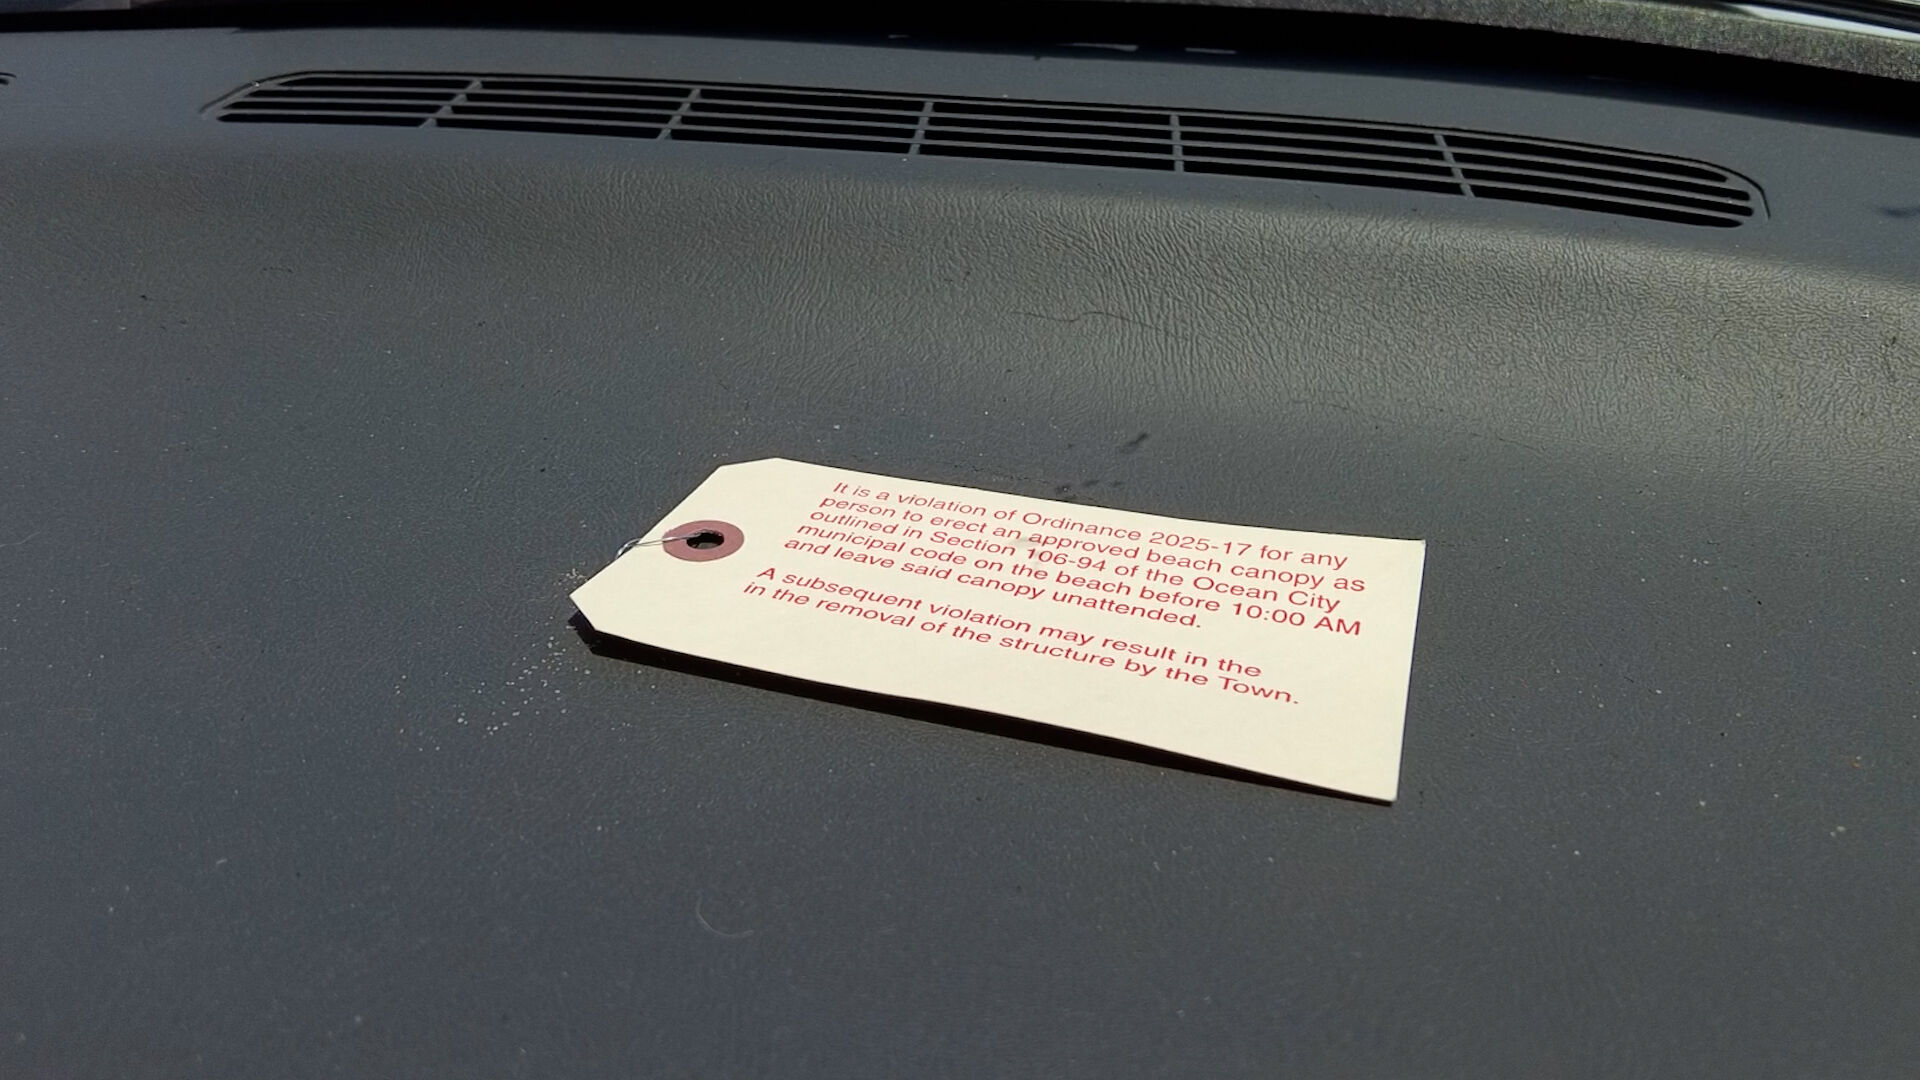 It is a violation of Ordinance 2025-17 for any
person to erect an approved beach canopy as
outlined in Section 106-94 of the Ocean City
municipal code on the beach before 10:00 AM
and leave said canopy unattended.
A subsequent violation may result in the
in the removal of the structure by the Town.